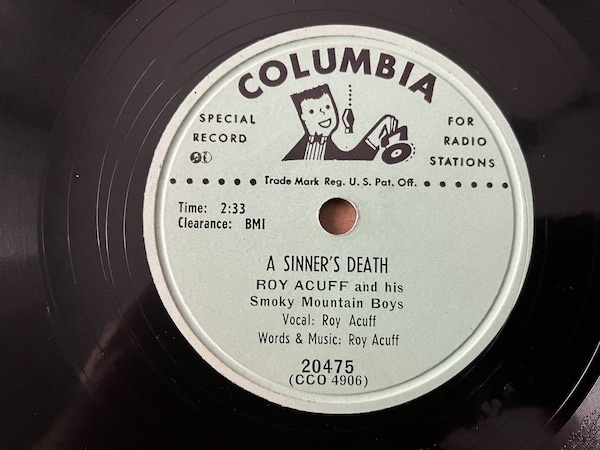 COLUMBIA
SPECIAL RECORD
FOR RADIO STATIONS
Trade Mark Reg. U. S. Pat. Off.
Time: 2:33
Clearance: BMI
A SINNER'S DEATH
ROY ACUFF and his
Smoky Mountain Boys
Vocal: Roy Acuff
Words & Music: Roy Acuff
20475
(CCO 4906)